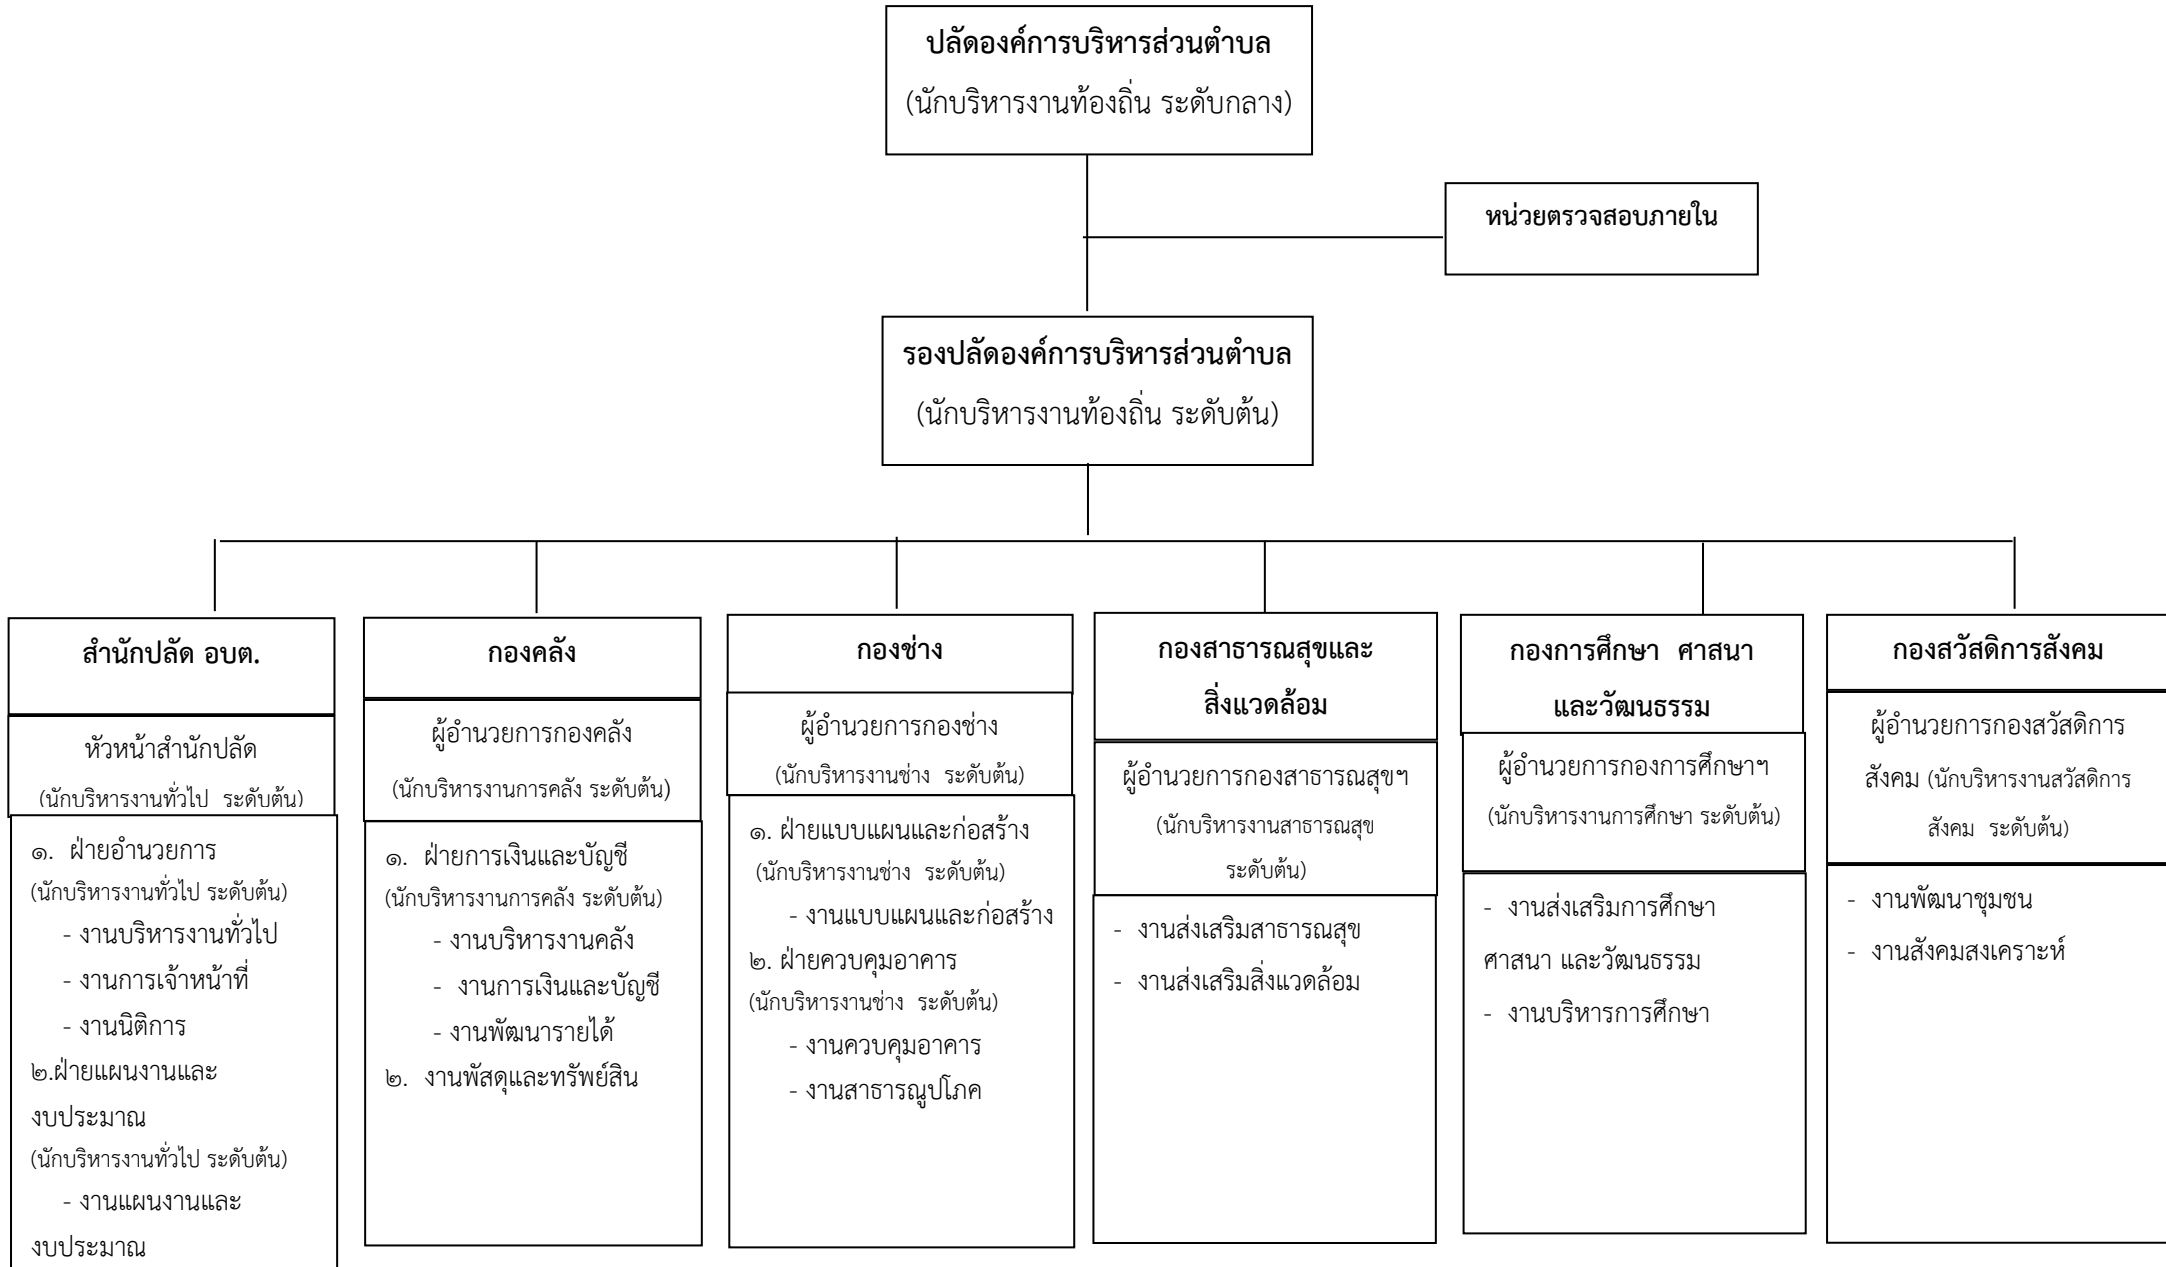 ปลัดองค์การบริหารส่วนตำบล
(นักบริหารงานท้องถิ่น ระดับกลาง)
หน่วยตรวจสอบภายใน
รองปลัดองค์การบริหารส่วนตำบล
(นักบริหารงานท้องถิ่น ระดับต้น)
สำนักปลัด อบต.
หัวหน้าสำนักปลัด
(นักบริหารงานทั่วไป ระดับต้น)
๑. ฝ่ายอำนวยการ
(นักบริหารงานทั่วไป ระดับต้น)
- งานบริหารงานทั่วไป
- งานการเจ้าหน้าที่
- งานนิติการ
๒.ฝ่ายแผนงานและ
งบประมาณ
(นักบริหารงานทั่วไป ระดับต้น)
- งานแผนงานและ
งบประมาณ
กองคลัง
ผู้อำนวยการกองคลัง
(นักบริหารงานการคลัง ระดับต้น)
๑. ฝ่ายการเงินและบัญชี
(นักบริหารงานการคลัง ระดับต้น)
- งานบริหารงานคลัง
- งานการเงินและบัญชี
- งานพัฒนารายได้
๒. งานพัสดุและทรัพย์สิน
กองช่าง
ผู้อำนวยการกองช่าง
(นักบริหารงานช่าง ระดับต้น)
๑. ฝ่ายแบบแผนและก่อสร้าง
(นักบริหารงานช่าง ระดับต้น)
- งานแบบแผนและก่อสร้าง
๒. ฝ่ายควบคุมอาคาร
(นักบริหารงานช่าง ระดับต้น)
- งานควบคุมอาคาร
- งานสาธารณูปโภค
กองสาธารณสุขและ
สิ่งแวดล้อม
ผู้อำนวยการกองสาธารณสุขฯ
(นักบริหารงานสาธารณสุข
ระดับต้น)
- งานส่งเสริมสาธารณสุข
- งานส่งเสริมสิ่งแวดล้อม
กองการศึกษา ศาสนา
และวัฒนธรรม
ผู้อำนวยการกองการศึกษาฯ
(นักบริหารงานการศึกษา ระดับต้น)
- งานส่งเสริมการศึกษา
ศาสนา และวัฒนธรรม
- งานบริหารการศึกษา
กองสวัสดิการสังคม
ผู้อำนวยการกองสวัสดิการ
สังคม (นักบริหารงานสวัสดิการ
สังคม ระดับต้น)
- งานพัฒนาชุมชน
- งานสังคมสงเคราะห์